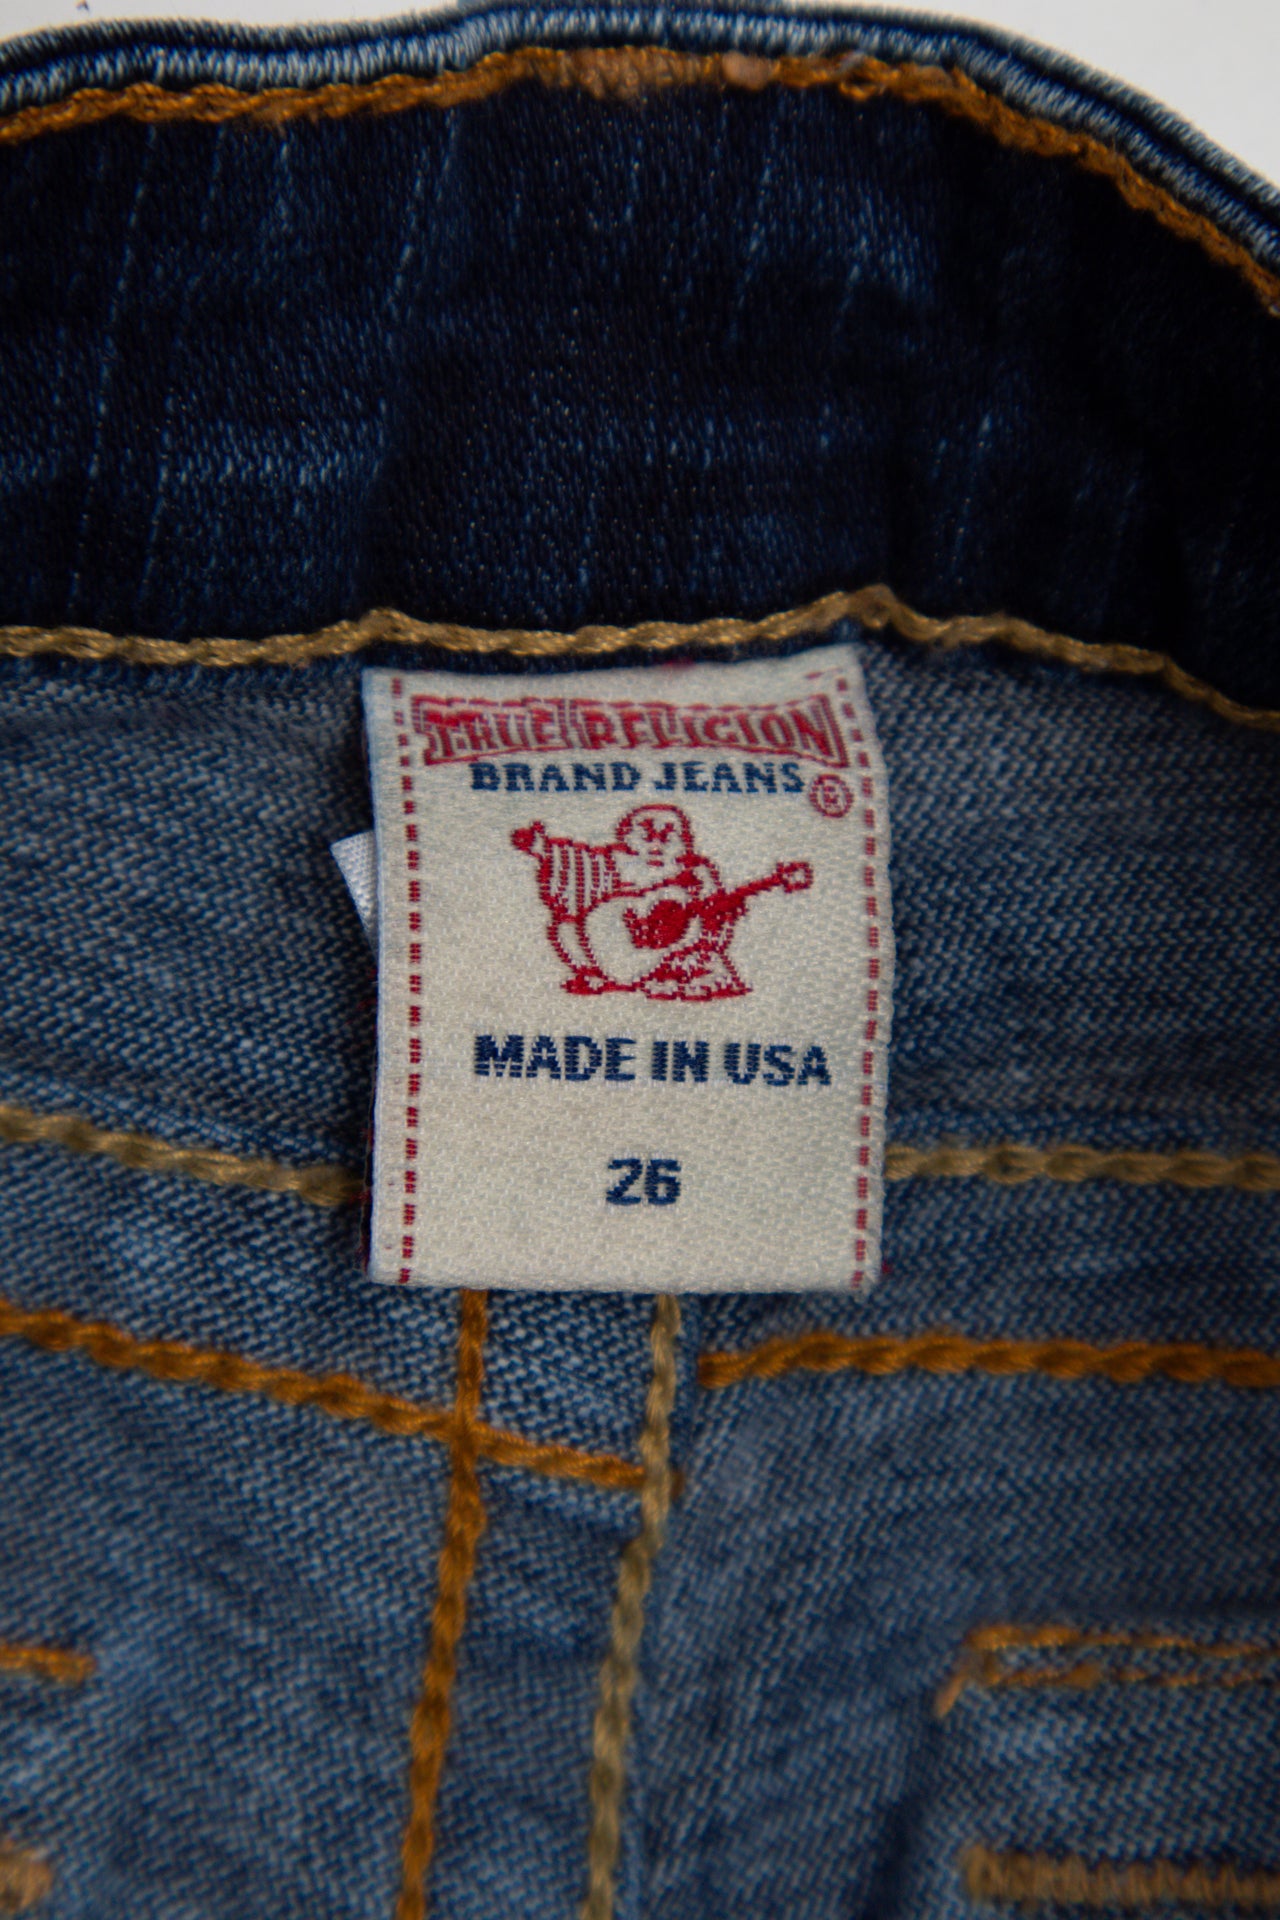 TRUE RELIGION
BRAND JEANS
®
MADE IN USA
26